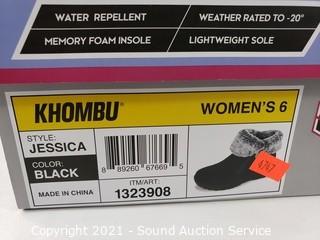 WATER REPELLENT
WEATHER RATED TO -20°
MEMORY FOAM INSOLE
LIGHTWEIGHT SOLE
KHOMBU®
WOMEN'S 6
STYLE:
JESSICA
COLOR:
BLACK
MADE IN CHINA
8 89260 67669 5
ITM/ART:
1323908
4747
Copyright 2021 - Sound Auction Service